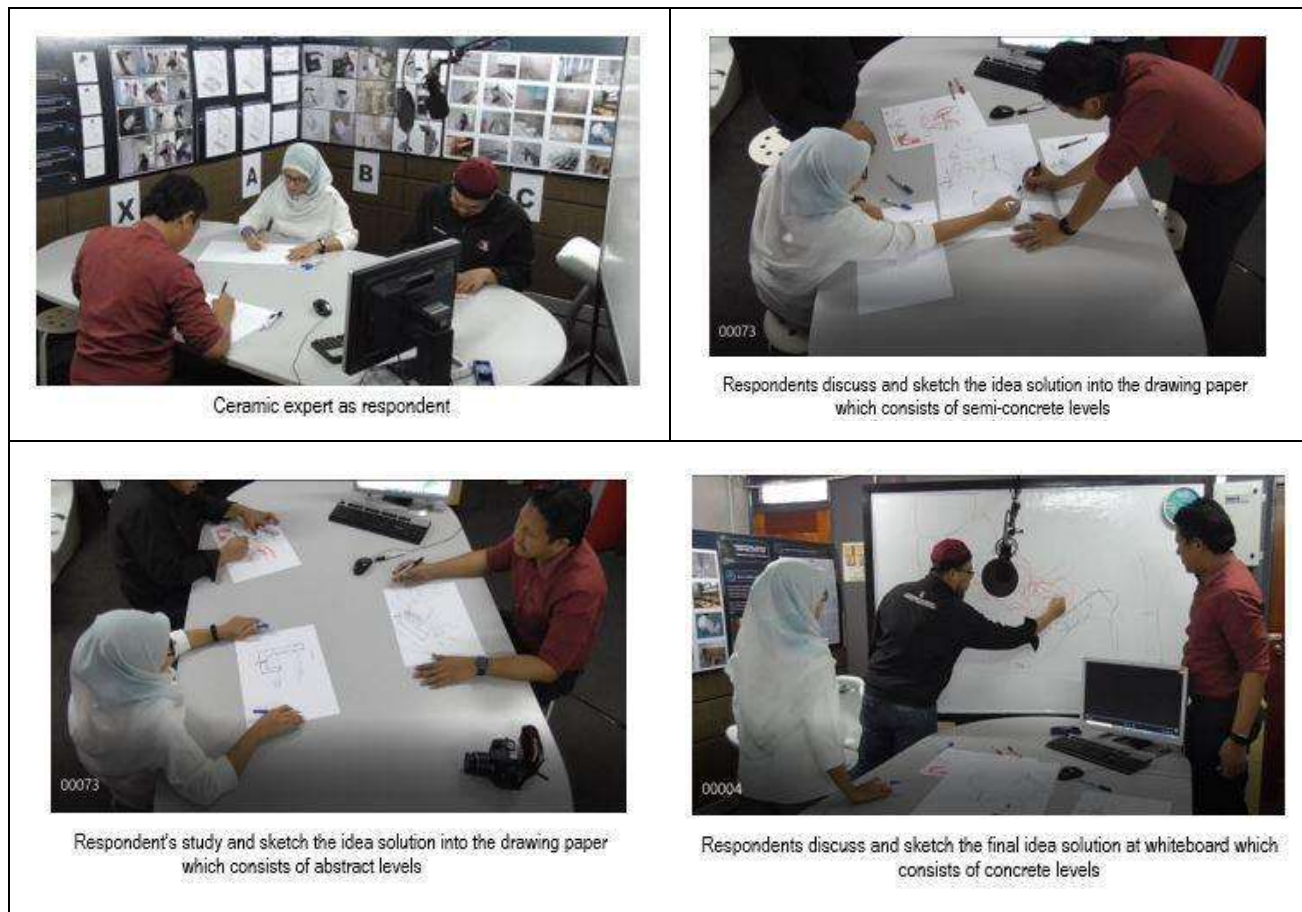 X
A
B
C
Ceramic expert as respondent
00073
Respondents discuss and sketch the idea solution into the drawing paper
which consists of semi-concrete levels
00073
Respondent's study and sketch the idea solution into the drawing paper
which consists of abstract levels
00004
Respondents discuss and sketch the final idea solution at whiteboard which
consists of concrete levels